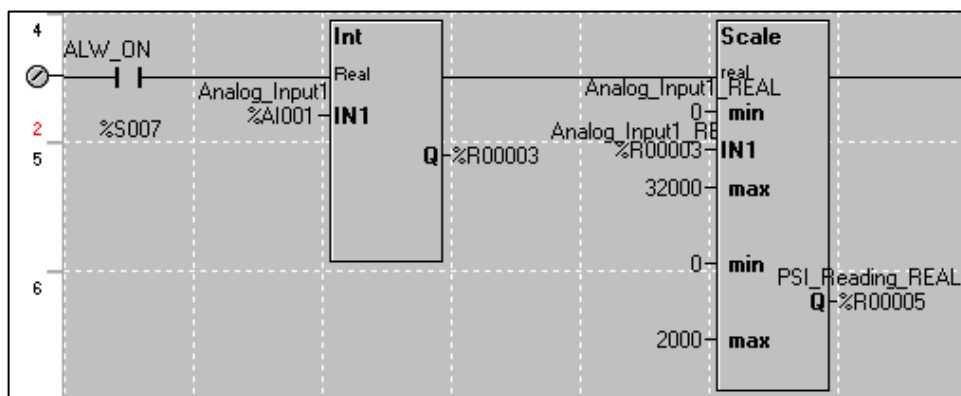 4
ALW_ON
Int
Scale
Real
real
Analog_Input1
Analog_Input1_REAL
%AI001
IN1
0
min
%S007
2
Analog_Input1_RE
5
Q
%R00003
%R00003
IN1
32000
max
0
min
6
PSI_Reading_REAL
Q
%R00005
2000
max